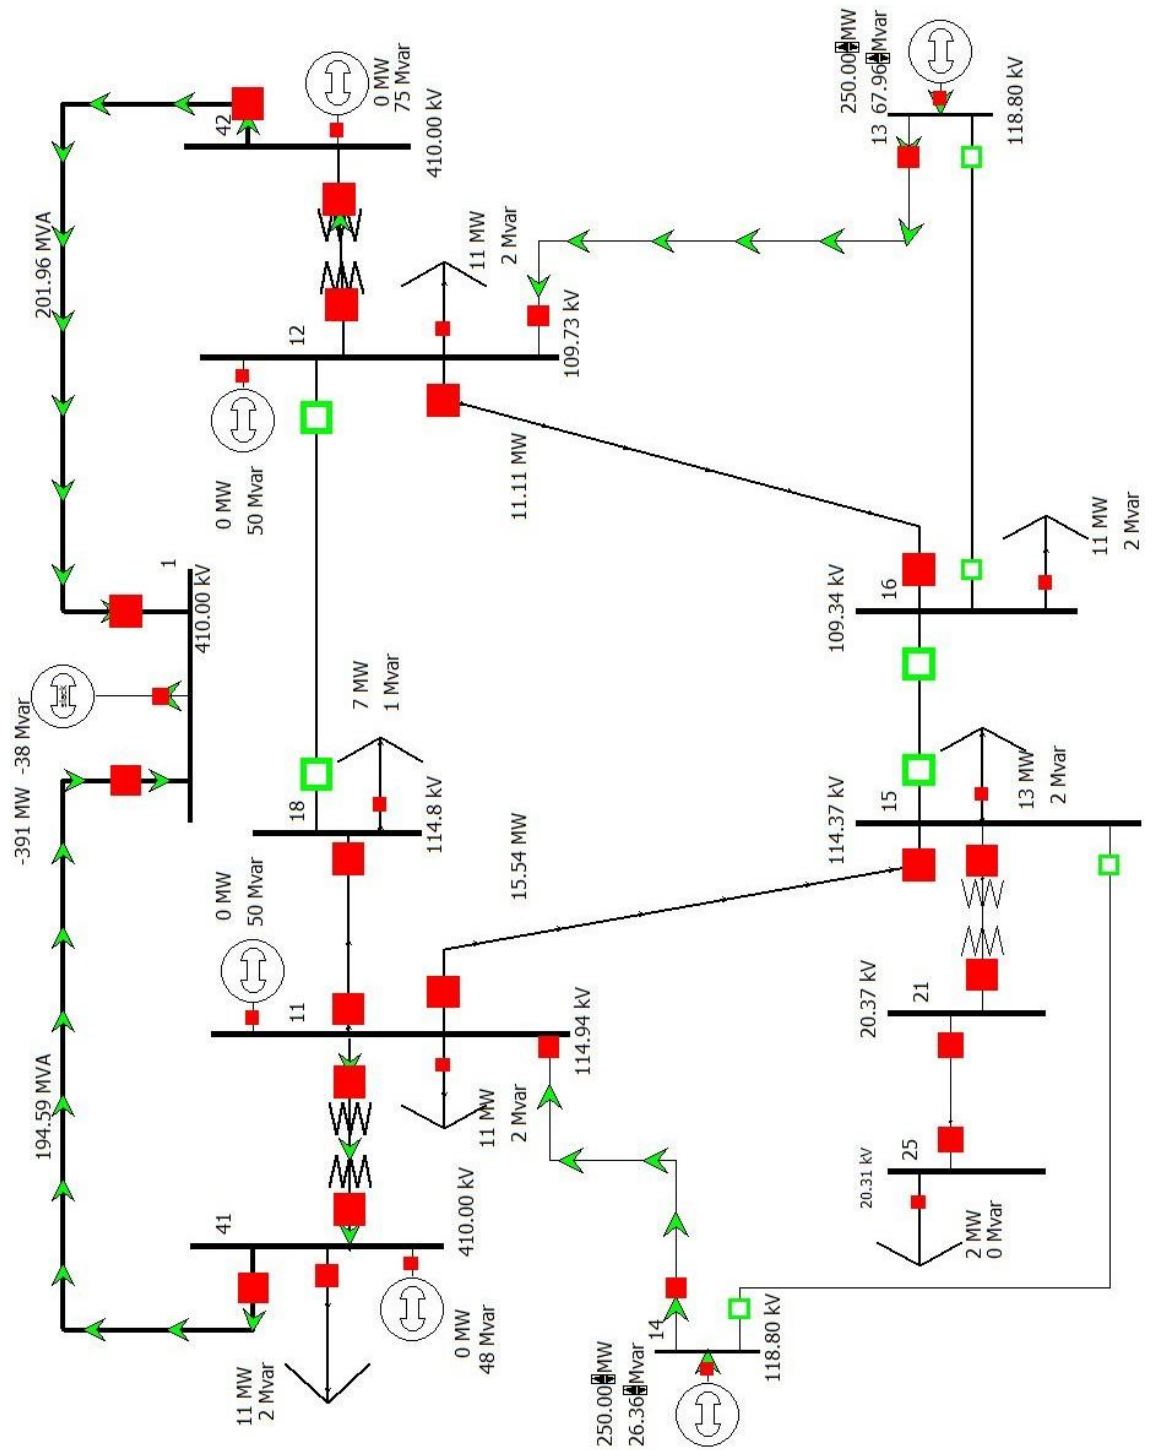 42
0 MW
75 Mvar
410.00 kV
201.96 MVA
250.00 MW
67.96 Mvar
13
118.80 kV
11 MW
2 Mvar
12
109.73 kV
0 MW
50 Mvar
11.11 MW
1
410.00 kV
slack
-391 MW -38 Mvar
16
109.34 kV
11 MW
2 Mvar
7 MW
1 Mvar
18
114.8 kV
15
114.37 kV
13 MW
2 Mvar
15.54 MW
0 MW
50 Mvar
11
114.94 kV
11 MW
2 Mvar
21
20.37 kV
194.59 MVA
25
20.31 kV
2 MW
0 Mvar
41
410.00 kV
0 MW
48 Mvar
11 MW
2 Mvar
14
118.80 kV
250.00 MW
26.36 Mvar